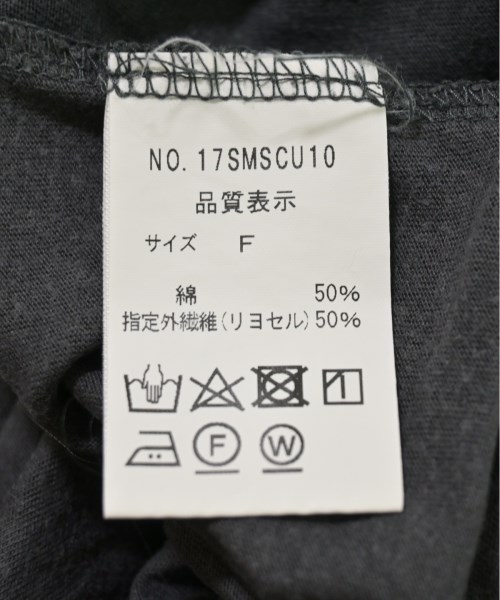 NO.17SMSCU10
品質表示
サイズ F
綿 50%
指定外繊維(リヨセル)50%
F W